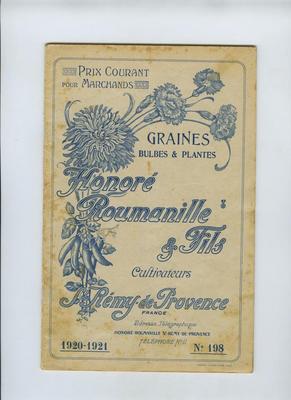 PRIX COURANT
POUR MARCHANDS
GRAINES
BULBES & PLANTES
Honoré
Roumanille
& Fils
Cultivateurs
St Rémy-de-Provence
FRANCE
Adresse Télégraphique
HONORÉ ROUMANILLE St REMY-DE-PROVENCE
TÉLÉPHONE No 11
1920-1921 No 198